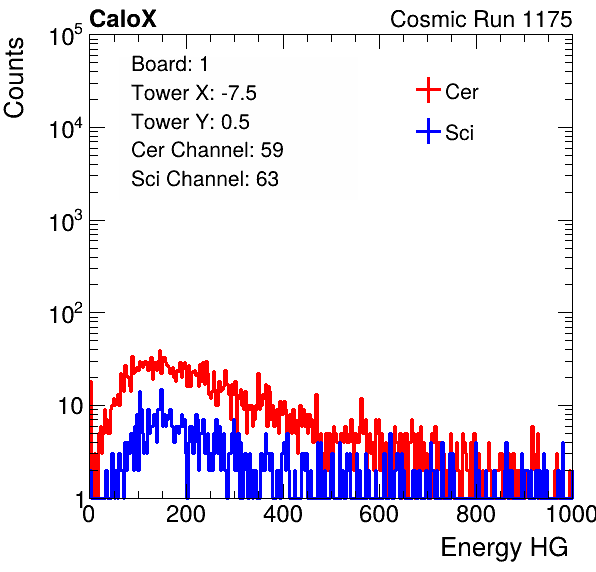 CaloX Cosmic Run 1175
Counts
10^5
10^4
10^3
10^2
10
1
Board: 1
Tower X: -7.5
Tower Y: 0.5
Cer Channel: 59
Sci Channel: 63
Cer
Sci
0 200 400 600 800 1000
Energy HG